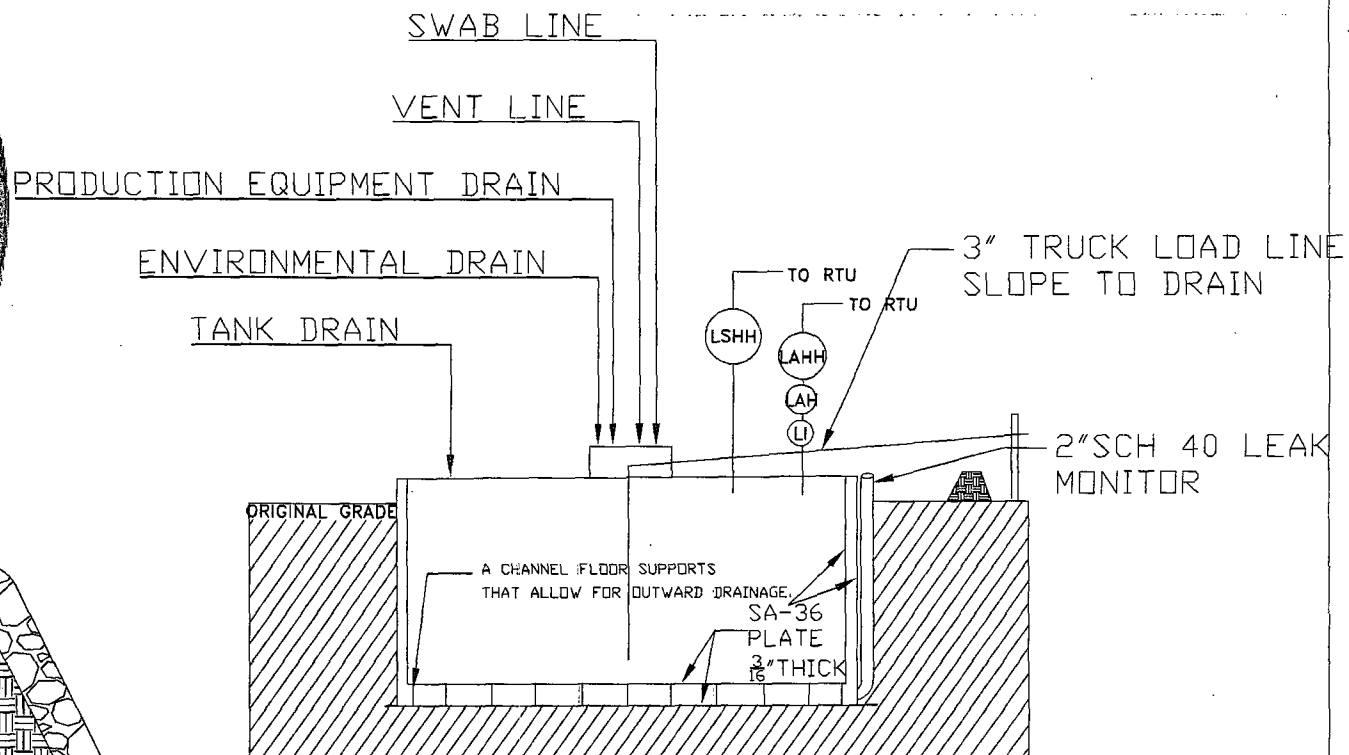 SWAB LINE
VENT LINE
PRODUCTION EQUIPMENT DRAIN
ENVIRONMENTAL DRAIN
TANK DRAIN
3" TRUCK LOAD LINE
SLOPE TO DRAIN
TO RTU
TO RTU
LSHH
LAHH
LAH
LI
2"SCH 40 LEAK
MONITOR
ORIGINAL GRADE
A CHANNEL FLOOR SUPPORTS
THAT ALLOW FOR OUTWARD DRAINAGE.
SA-36
PLATE
3/16"THICK